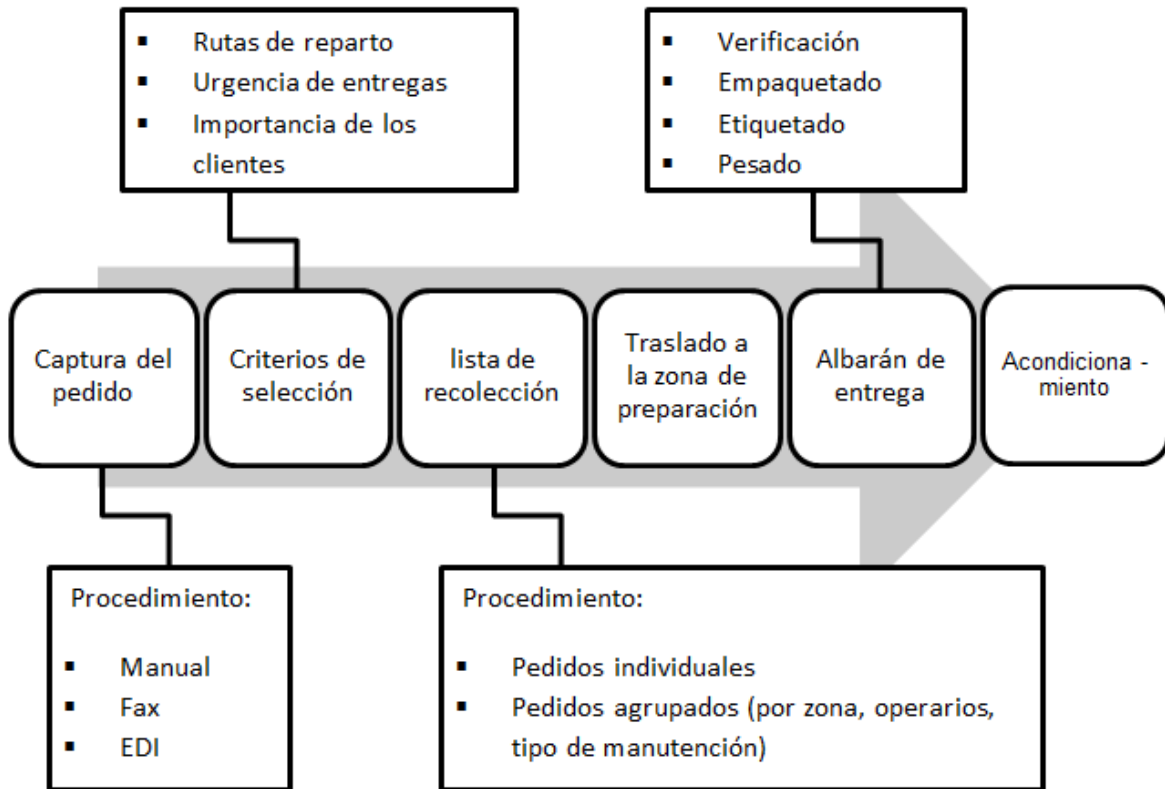 ▪ Rutas de reparto
▪ Urgencia de entregas
▪ Importancia de los
clientes
▪ Verificación
▪ Empaquetado
▪ Etiquetado
▪ Pesado
Captura del
pedido
Criterios de
selección
lista de
recolección
Traslado a
la zona de
preparación
Albarán de
entrega
Acondiciona -
miento
Procedimiento:
▪ Manual
▪ Fax
▪ EDI
Procedimiento:
▪ Pedidos individuales
▪ Pedidos agrupados (por zona, operarios,
tipo de manutención)